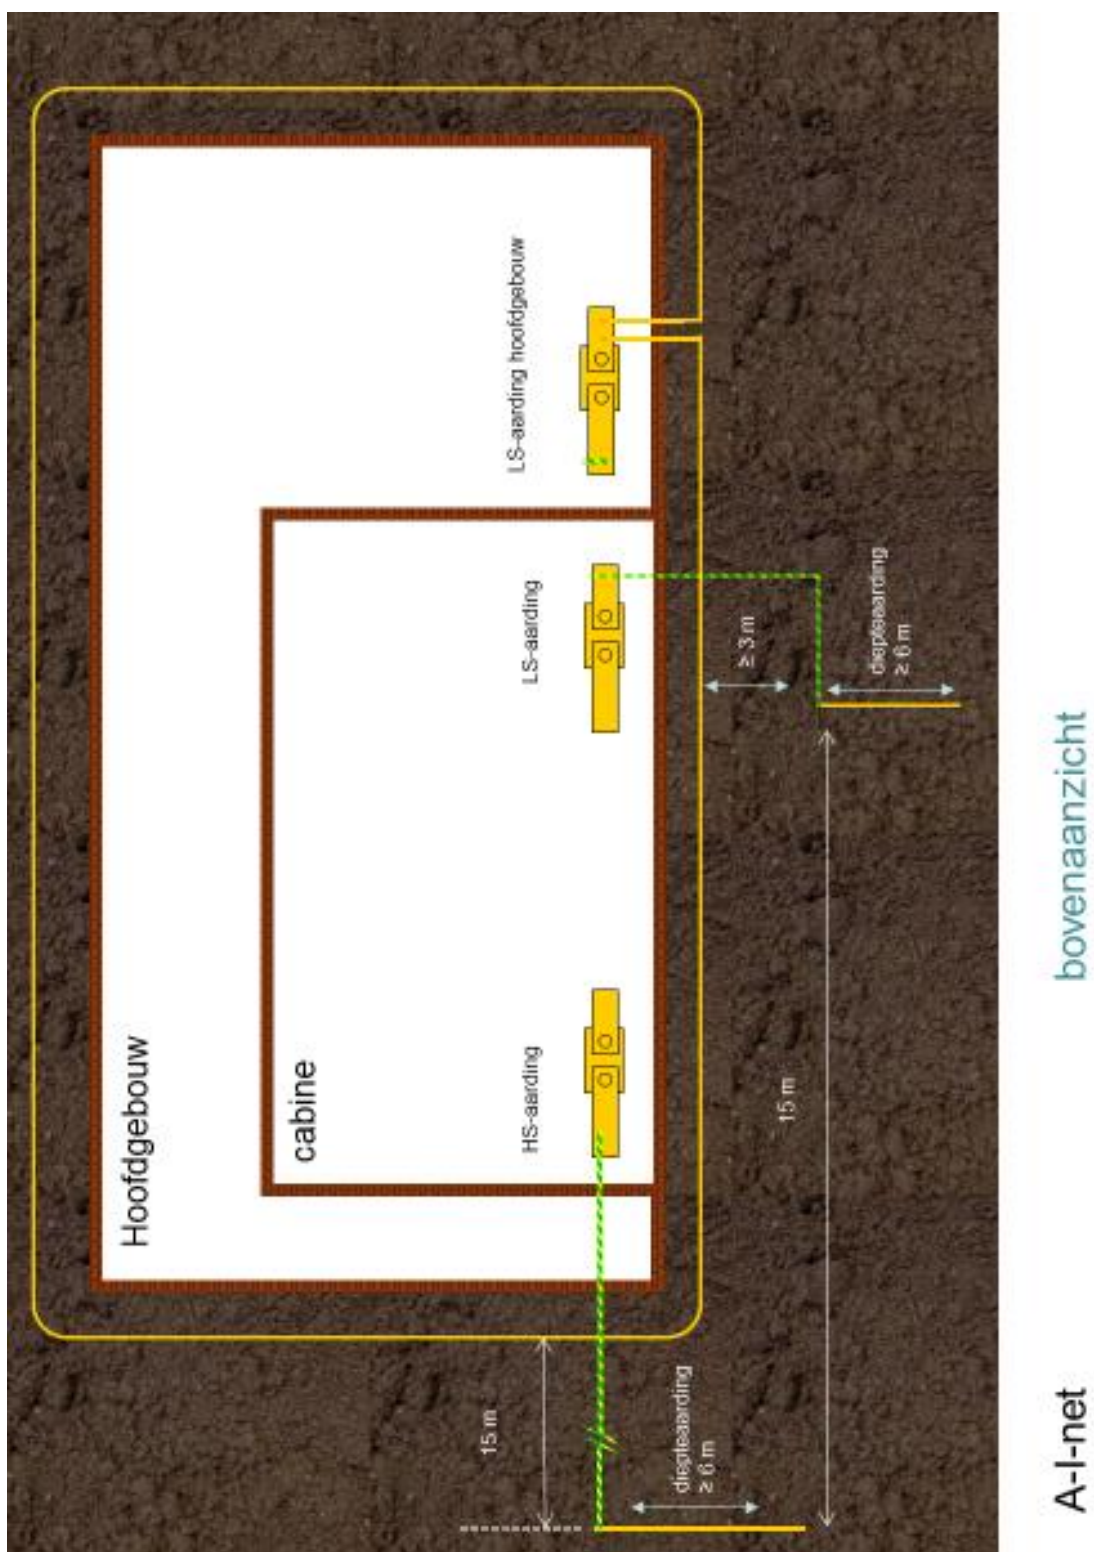 A-I-net
bovenaanzicht
Hoofdgebouw
cabine
HS-aarding
LS-aarding
LS-aarding hoofdgebouw
15 m
diepteaarding
≥ 6 m
15 m
≥ 3 m
diepteaarding
≥ 6 m